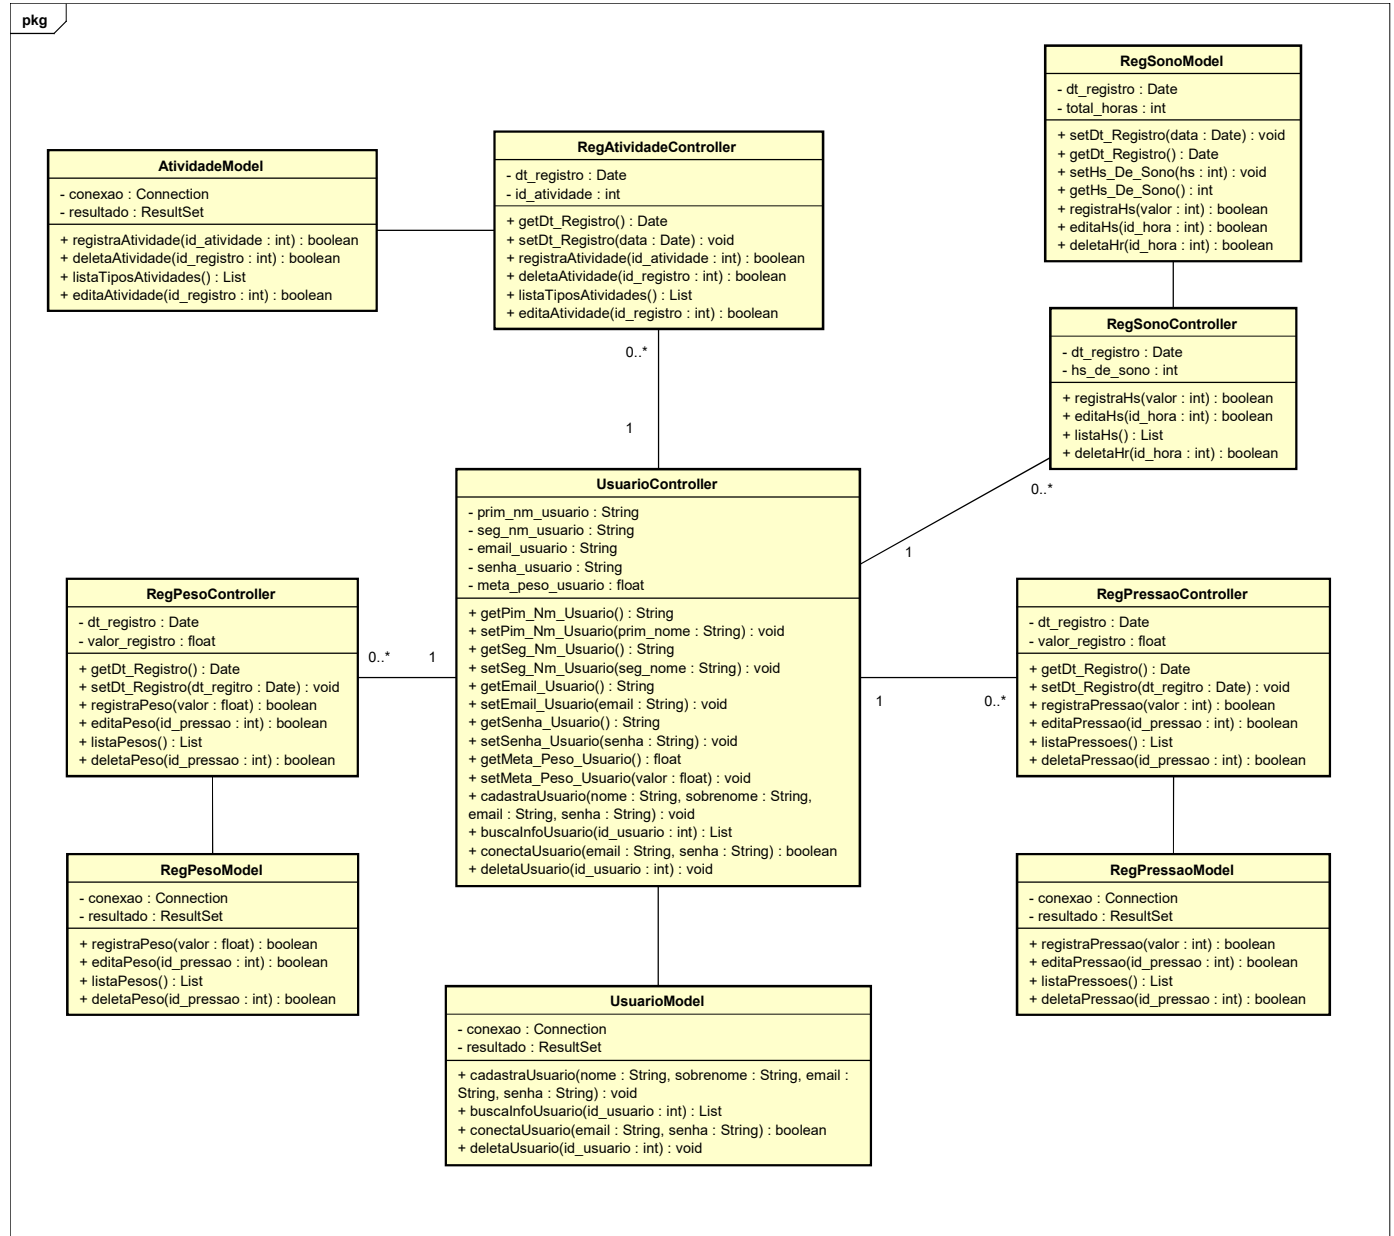 pkg
RegSonoModel
- dt_registro : Date
- total_horas : int
+ setDt_Registro(data : Date) : void
+ getDt_Registro() : Date
+ setHs_De_Sono(hs : int) : void
+ getHs_De_Sono() : int
+ registraHs(valor : int) : boolean
+ editaHs(id_hora : int) : boolean
+ deletaHr(id_hora : int) : boolean
RegAtividadeController
- dt_registro : Date
- id_atividade : int
+ getDt_Registro() : Date
+ setDt_Registro(data : Date) : void
+ registraAtividade(id_atividade : int) : boolean
+ deletaAtividade(id_registro : int) : boolean
+ listaTiposAtividades() : List
+ editaAtividade(id_registro : int) : boolean
AtividadeModel
- conexao : Connection
- resultado : ResultSet
+ registraAtividade(id_atividade : int) : boolean
+ deletaAtividade(id_registro : int) : boolean
+ listaTiposAtividades() : List
+ editaAtividade(id_registro : int) : boolean
RegSonoController
- dt_registro : Date
- hs_de_sono : int
+ registraHs(valor : int) : boolean
+ editaHs(id_hora : int) : boolean
+ listaHs() : List
+ deletaHr(id_hora : int) : boolean
0..*
1
0..*
1
UsuarioController
- prim_nm_usuario : String
- seg_nm_usuario : String
- email_usuario : String
- senha_usuario : String
- meta_peso_usuario : float
+ getPim_Nm_Usuario() : String
+ setPim_Nm_Usuario(prim_nome : String) : void
+ getSeg_Nm_Usuario() : String
+ setSeg_Nm_Usuario(seg_nome : String) : void
+ getEmail_Usuario() : String
+ setEmail_Usuario(email : String) : void
+ getSenha_Usuario() : String
+ setSenha_Usuario(senha : String) : void
+ getMeta_Peso_Usuario() : float
+ setMeta_Peso_Usuario(valor : float) : void
+ cadastraUsuario(nome : String, sobrenome : String,
email : String, senha : String) : void
+ buscaInfoUsuario(id_usuario : int) : List
+ conectaUsuario(email : String, senha : String) : boolean
+ deletaUsuario(id_usuario : int) : void
RegPesoController
- dt_registro : Date
- valor_registro : float
+ getDt_Registro() : Date
+ setDt_Registro(dt_regitro : Date) : void
+ registraPeso(valor : float) : boolean
+ editaPeso(id_pressao : int) : boolean
+ listaPesos() : List
+ deletaPeso(id_pressao : int) : boolean
0..*
1
RegPressaoController
- dt_registro : Date
- valor_registro : float
+ getDt_Registro() : Date
+ setDt_Registro(dt_regitro : Date) : void
+ registraPressao(valor : int) : boolean
+ editaPressao(id_pressao : int) : boolean
+ listaPressoes() : List
+ deletaPressao(id_pressao : int) : boolean
1
0..*
RegPesoModel
- conexao : Connection
- resultado : ResultSet
+ registraPeso(valor : float) : boolean
+ editaPeso(id_pressao : int) : boolean
+ listaPesos() : List
+ deletaPeso(id_pressao : int) : boolean
RegPressaoModel
- conexao : Connection
- resultado : ResultSet
+ registraPressao(valor : int) : boolean
+ editaPressao(id_pressao : int) : boolean
+ listaPressoes() : List
+ deletaPressao(id_pressao : int) : boolean
UsuarioModel
- conexao : Connection
- resultado : ResultSet
+ cadastraUsuario(nome : String, sobrenome : String, email :
String, senha : String) : void
+ buscaInfoUsuario(id_usuario : int) : List
+ conectaUsuario(email : String, senha : String) : boolean
+ deletaUsuario(id_usuario : int) : void